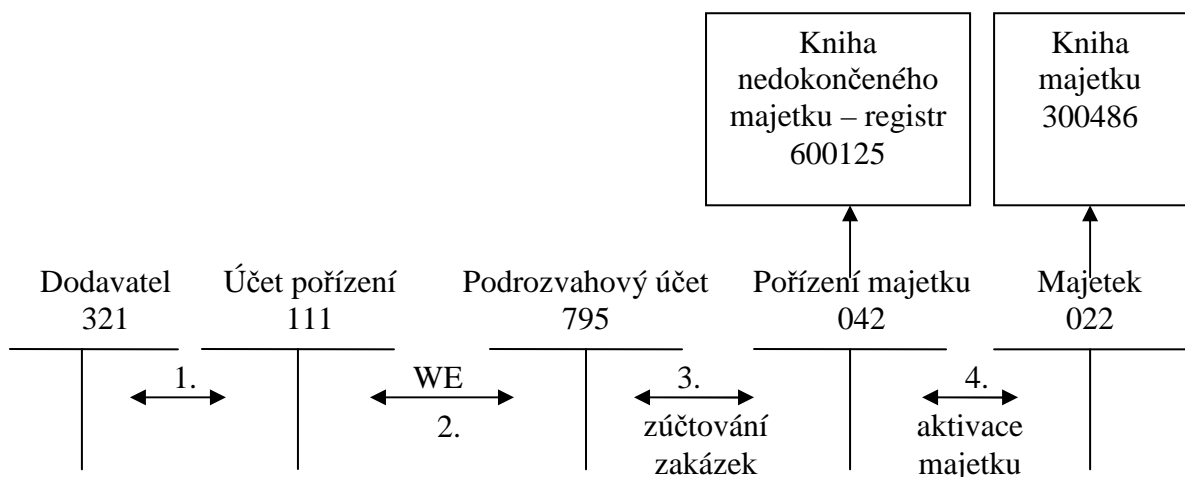 Kniha
nedokončeného
majetku – registr
600125
Kniha
majetku
300486
Dodavatel
321
Účet pořízení
111
Podrozvahový účet
795
Pořízení majetku
042
Majetek
022
1.
WE
2.
3.
zúčtování
zakázek
4.
aktivace
majetku